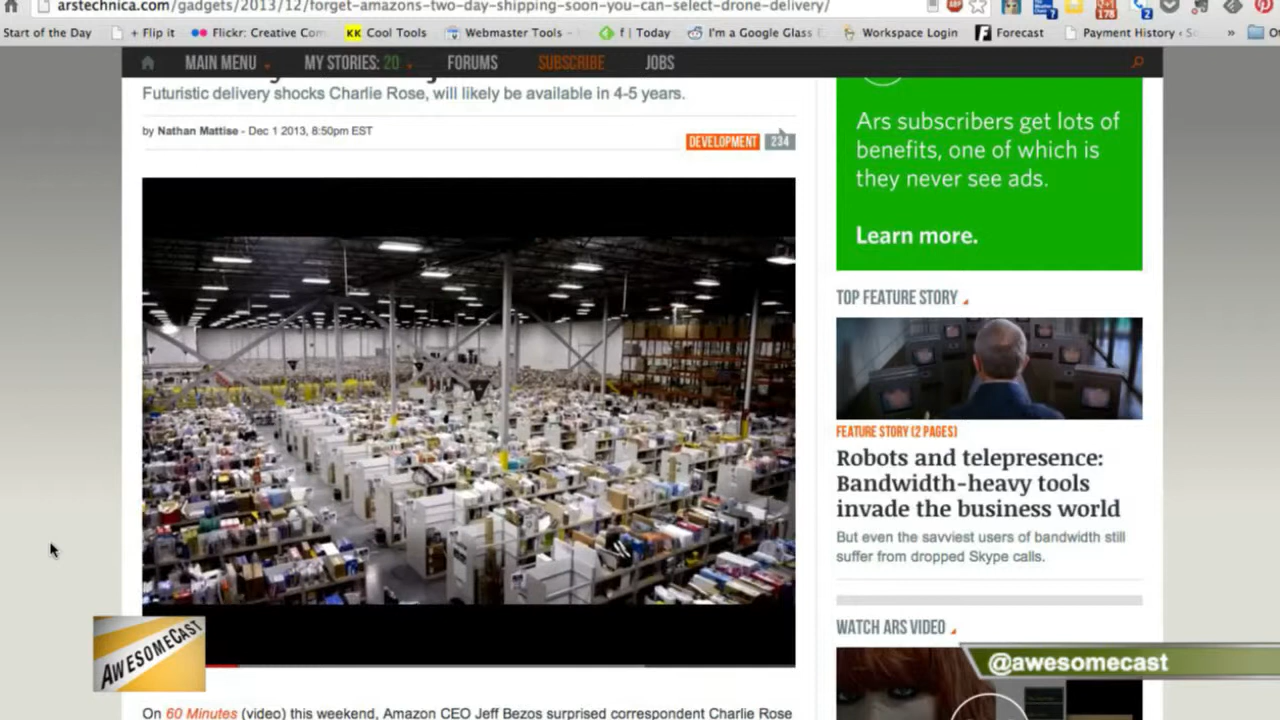 arstechnica.com/gadgets/2013/12/forget-amazons-two-day-shipping-soon-you-can-select-drone-delivery/
Start of the Day + Flip it Flickr: Creative Com KK Cool Tools Webmaster Tools - f | Today I'm a Google Glass E Workspace Login Forecast Payment History
7 178 2
MAIN MENU MY STORIES: 20 FORUMS SUBSCRIBE JOBS
Futuristic delivery shocks Charlie Rose, will likely be available in 4-5 years.
by Nathan Mattise - Dec 1 2013, 8:50pm EST
DEVELOPMENT 234
Ars subscribers get lots of
benefits, one of which is
they never see ads.
Learn more.
TOP FEATURE STORY
FEATURE STORY (2 PAGES)
Robots and telepresence:
Bandwidth-heavy tools
invade the business world
But even the savviest users of bandwidth still
suffer from dropped Skype calls.
WATCH ARS VIDEO
AWESOMECAST
@awesomecast
On 60 Minutes (video) this weekend, Amazon CEO Jeff Bezos surprised correspondent Charlie Rose